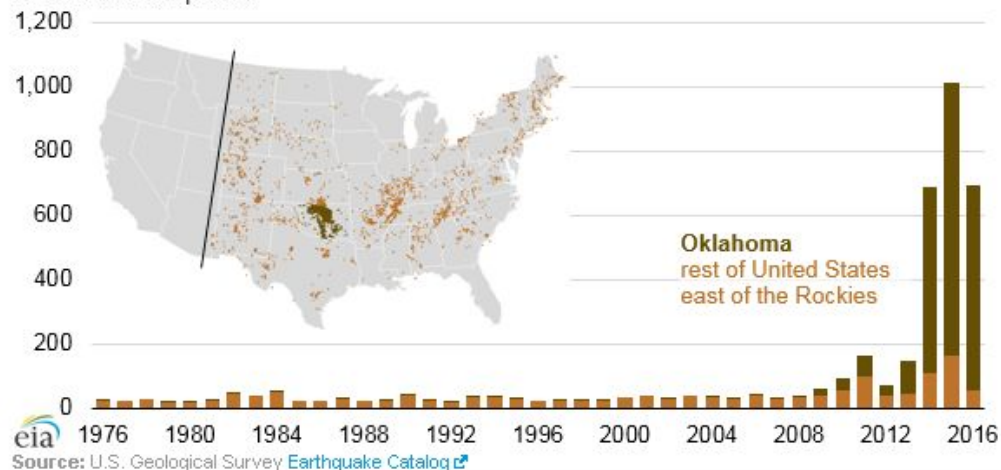 1,200
1,000
800
600
400
200
0
Oklahoma
rest of United States
east of the Rockies
1976 1980 1984 1988 1992 1996 2000 2004 2008 2012 2016
eia
Source: U.S. Geological Survey Earthquake Catalog